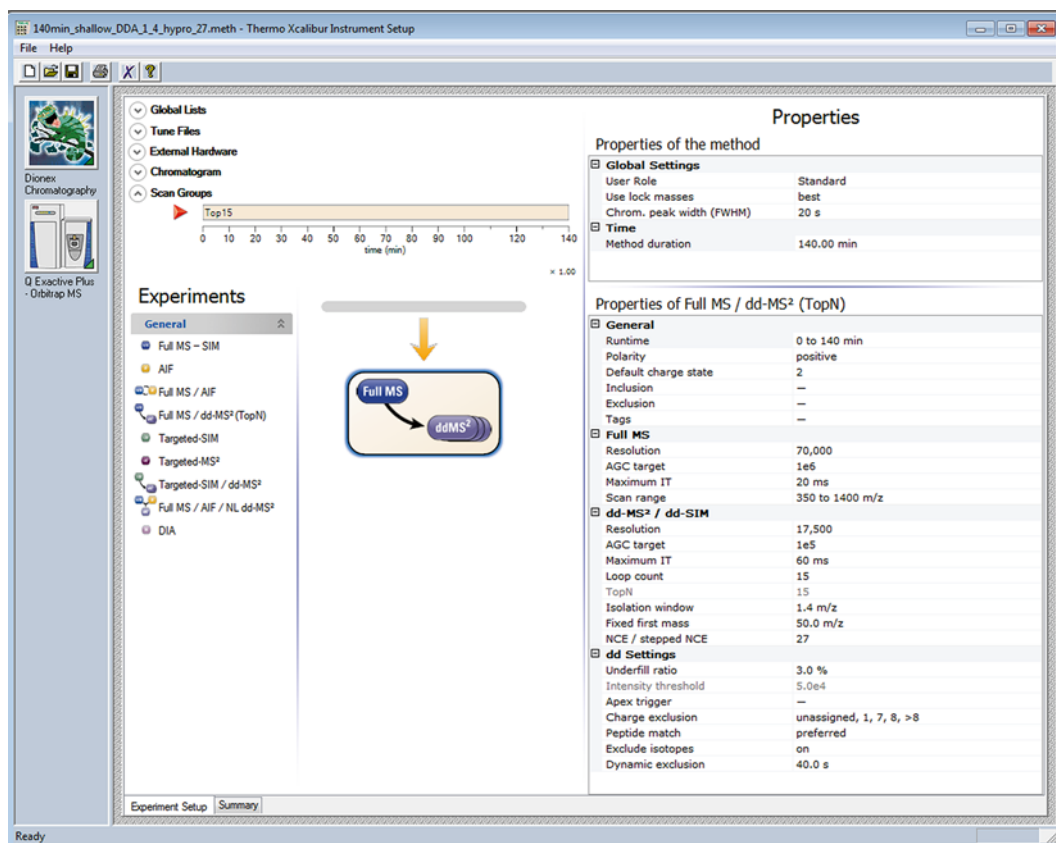 140min_shallow_DDA_1_4_hypro_27.meth - Thermo Xcalibur Instrument Setup
File Help
Dionex
Chromatography
Q Exactive Plus
- Orbitrap MS
Global Lists
Tune Files
External Hardware
Chromatogram
Scan Groups
Top15
0 10 20 30 40 50 60 70 80 90 100 120 140
time (min)
× 1.00
Experiments
General
Full MS – SIM
AIF
Full MS / AIF
Full MS / dd-MS² (TopN)
Targeted-SIM
Targeted-MS²
Targeted-SIM / dd-MS²
Full MS / AIF / NL dd-MS²
DIA
Full MS
ddMS²
Properties
Properties of the method
Global Settings
User Role Standard
Use lock masses best
Chrom. peak width (FWHM) 20 s
Time
Method duration 140.00 min
Properties of Full MS / dd-MS² (TopN)
General
Runtime 0 to 140 min
Polarity positive
Default charge state 2
Inclusion —
Exclusion —
Tags —
Full MS
Resolution 70,000
AGC target 1e6
Maximum IT 20 ms
Scan range 350 to 1400 m/z
dd-MS² / dd-SIM
Resolution 17,500
AGC target 1e5
Maximum IT 60 ms
Loop count 15
TopN 15
Isolation window 1.4 m/z
Fixed first mass 50.0 m/z
NCE / stepped NCE 27
dd Settings
Underfill ratio 3.0 %
Intensity threshold 5.0e4
Apex trigger —
Charge exclusion unassigned, 1, 7, 8, >8
Peptide match preferred
Exclude isotopes on
Dynamic exclusion 40.0 s
Experiment Setup Summary
Ready